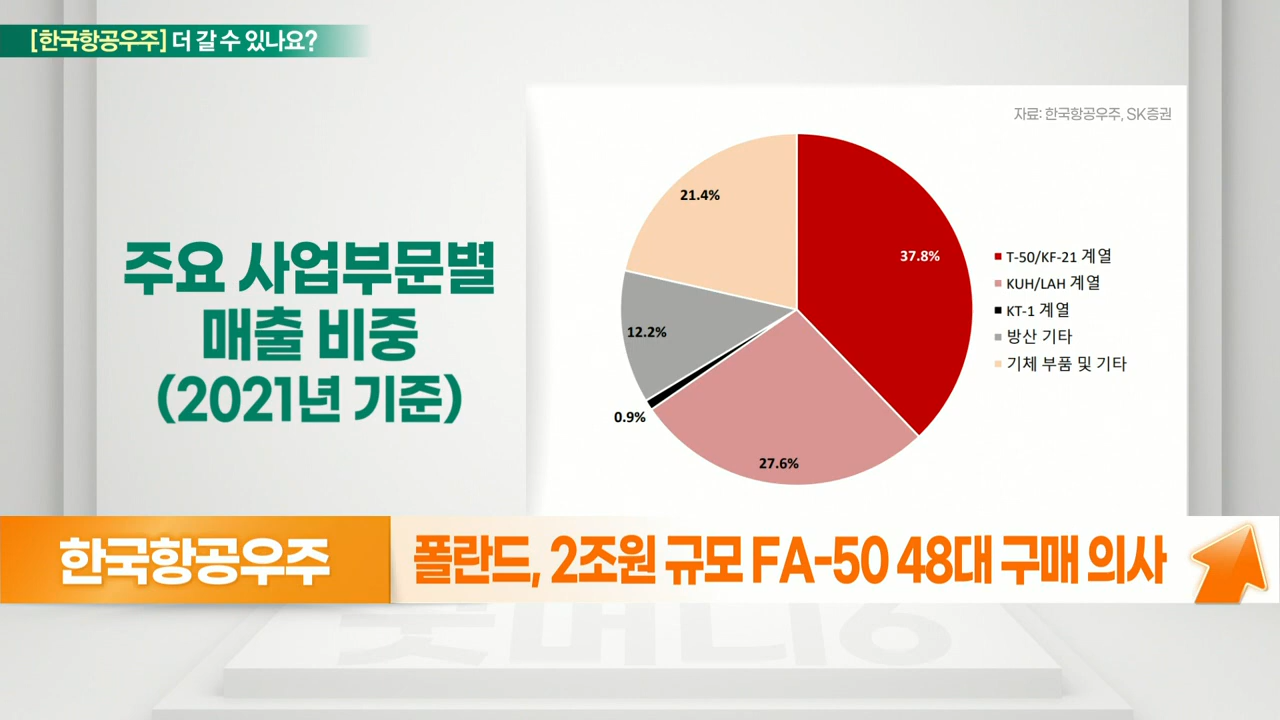 [한국항공우주] 더 갈 수 있나요?
자료: 한국항공우주, SK증권
주요 사업부문별
매출 비중
(2021년 기준)
21.4%
37.8%
12.2%
0.9%
27.6%
T-50/KF-21 계열
KUH/LAH 계열
KT-1 계열
방산 기타
기체 부품 및 기타
한국항공우주
폴란드, 2조원 규모 FA-50 48대 구매 의사